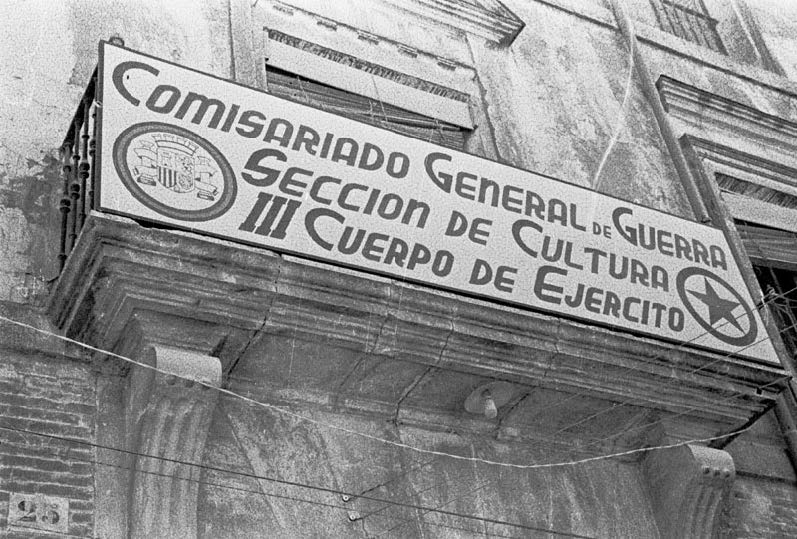 COMISARIADO GENERAL DE GUERRA
SECCION DE CULTURA
III CUERPO DE EJERCITO
25